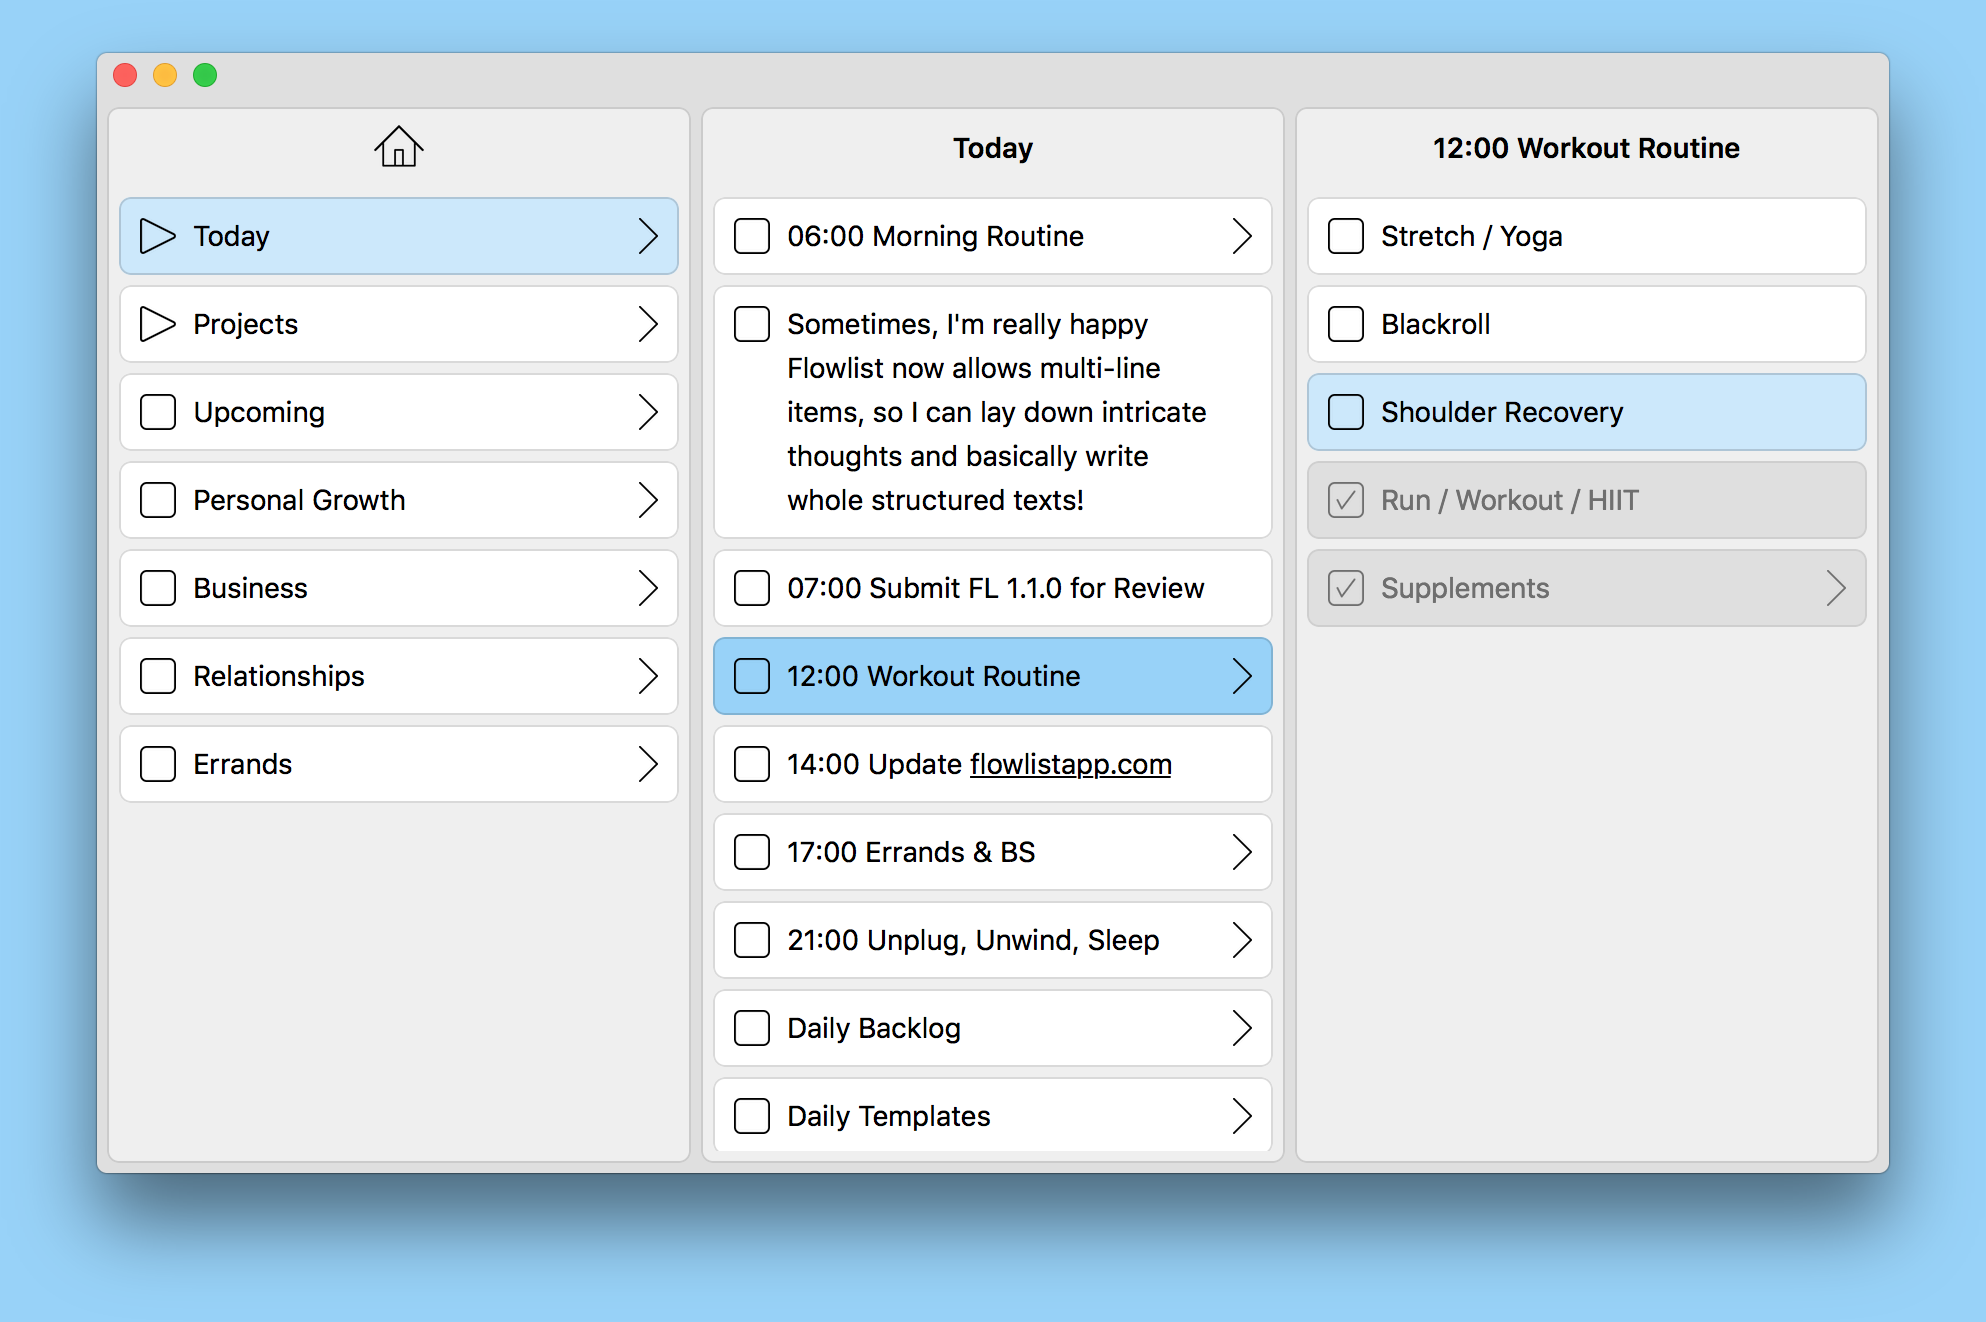 Today
Projects
Upcoming
Personal Growth
Business
Relationships
Errands
Today
06:00 Morning Routine
Sometimes, I'm really happy
Flowlist now allows multi-line
items, so I can lay down intricate
thoughts and basically write
whole structured texts!
07:00 Submit FL 1.1.0 for Review
12:00 Workout Routine
14:00 Update flowlistapp.com
17:00 Errands & BS
21:00 Unplug, Unwind, Sleep
Daily Backlog
Daily Templates
12:00 Workout Routine
Stretch / Yoga
Blackroll
Shoulder Recovery
Run / Workout / HIIT
Supplements